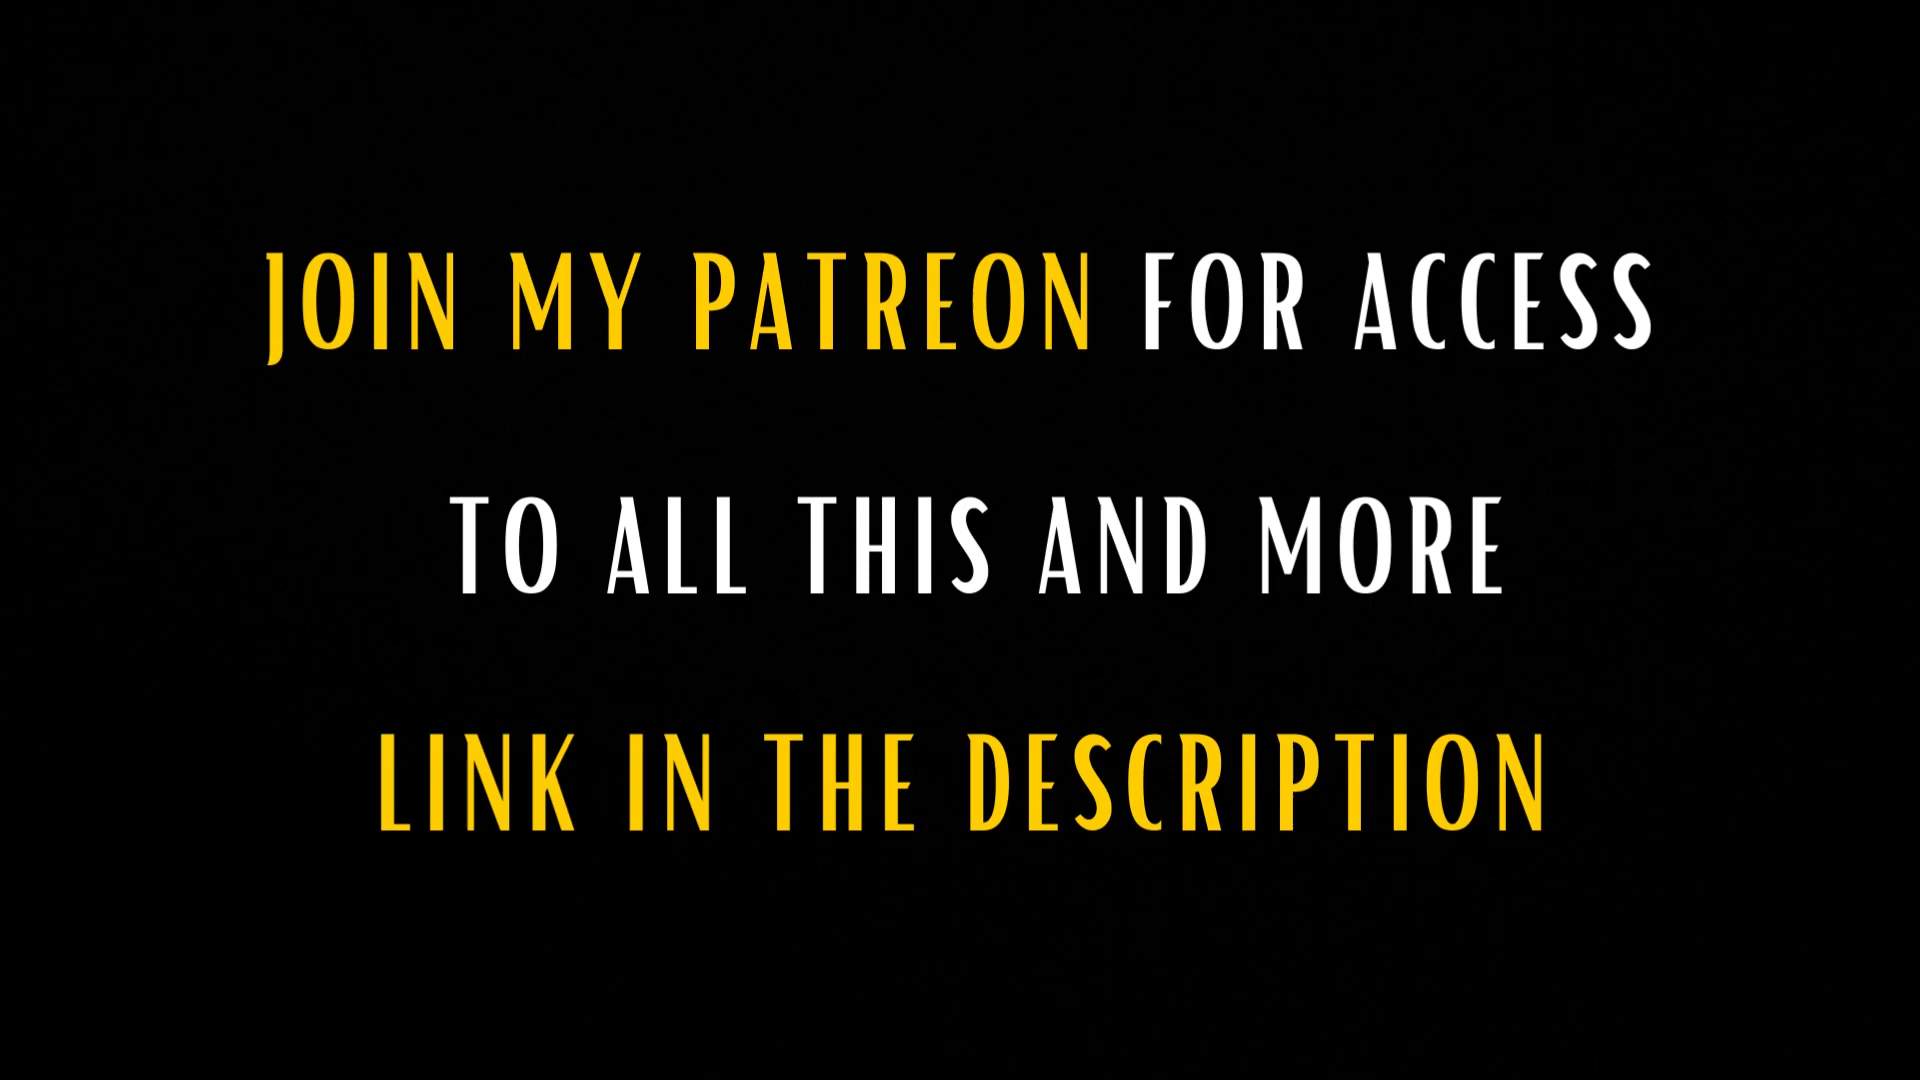 JOIN MY PATREON FOR ACCESS
TO ALL THIS AND MORE
LINK IN THE DESCRIPTION